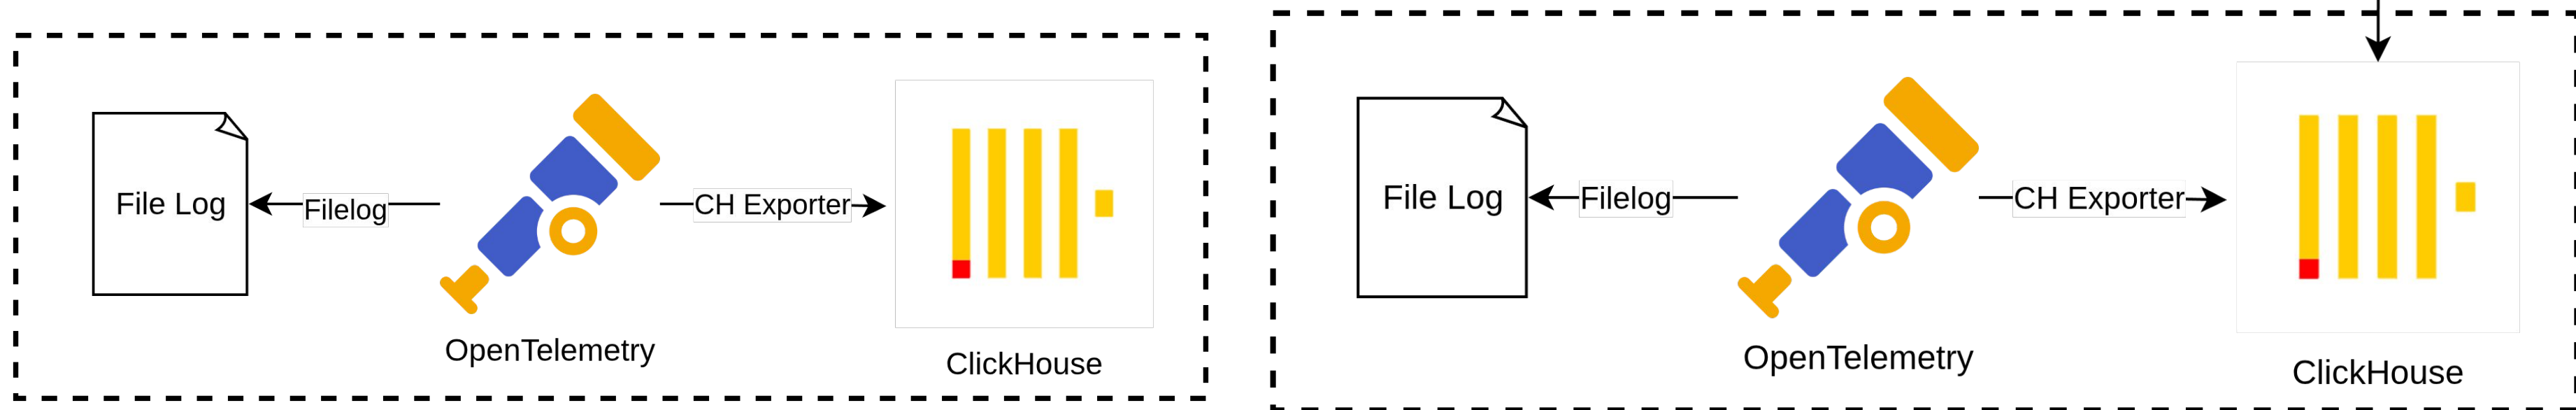 File Log
Filelog
CH Exporter
OpenTelemetry
ClickHouse
File Log
Filelog
CH Exporter
OpenTelemetry
ClickHouse